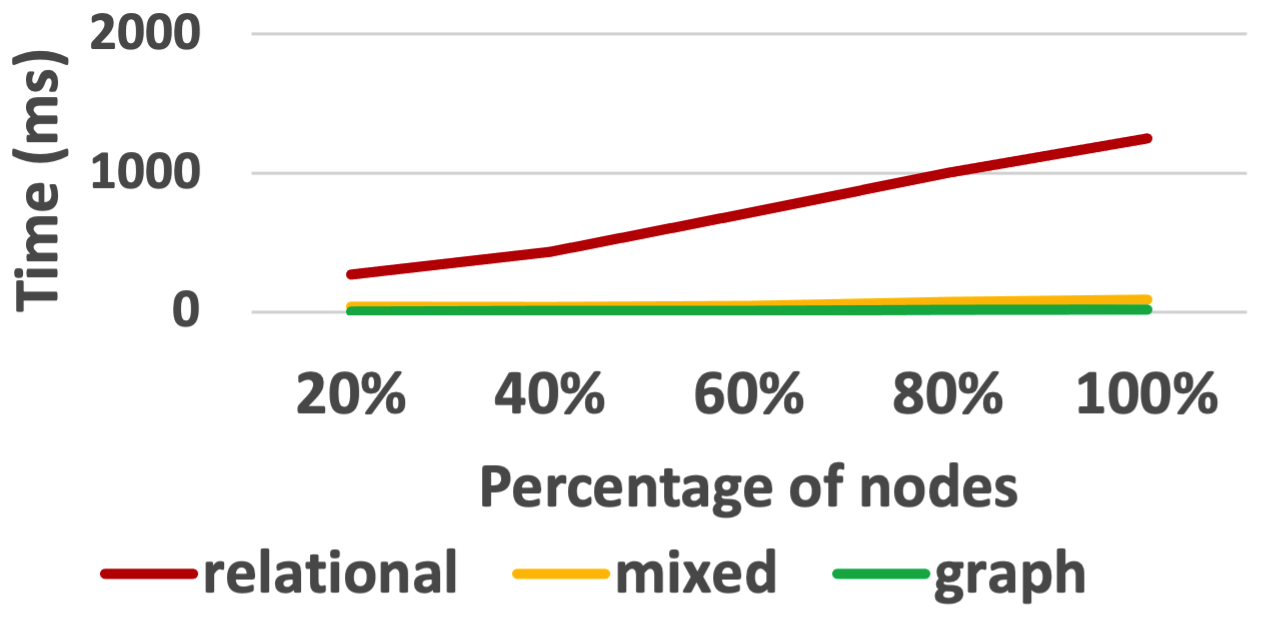 2000
1000
0
Time (ms)
20% 40% 60% 80% 100%
Percentage of nodes
relational mixed graph